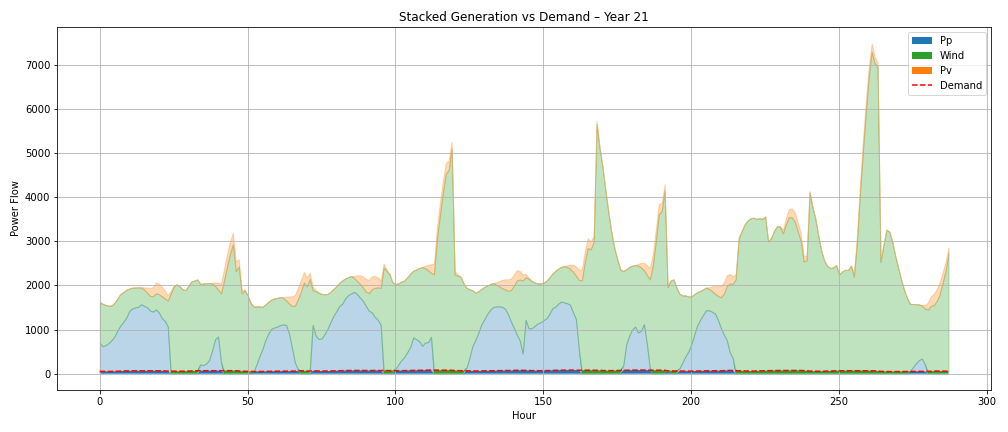 Stacked Generation vs Demand – Year 21
Power Flow
7000
6000
5000
4000
3000
2000
1000
0
0
50
100
150
200
250
300
Hour
Pp
Wind
Pv
Demand